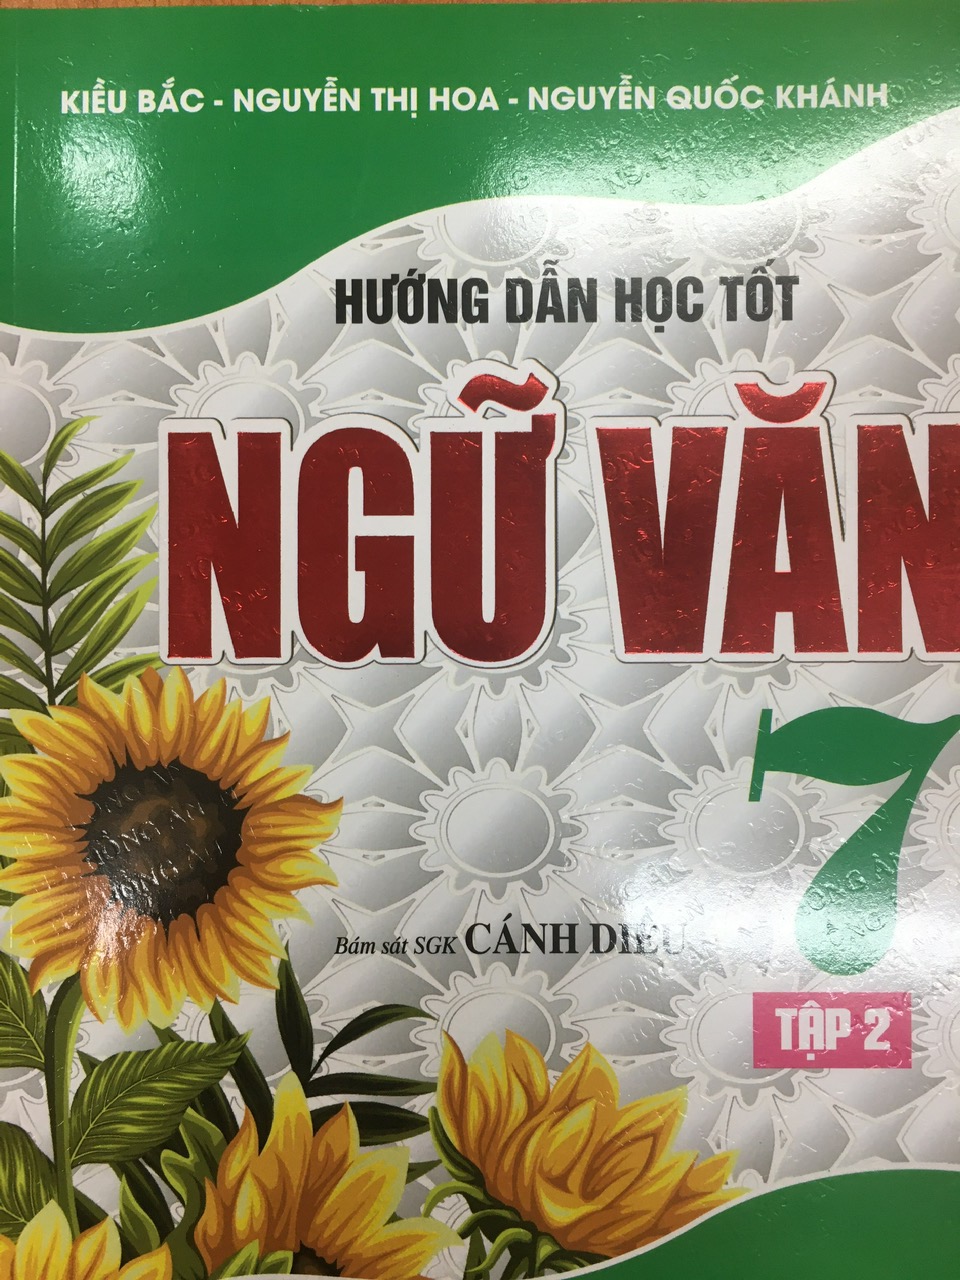 KIỀU BẮC - NGUYỄN THỊ HOA - NGUYỄN QUỐC KHÁNH
HƯỚNG DẪN HỌC TỐT
NGỮ VĂN
7
Bám sát SGK CÁNH DIỀU
TẬP 2